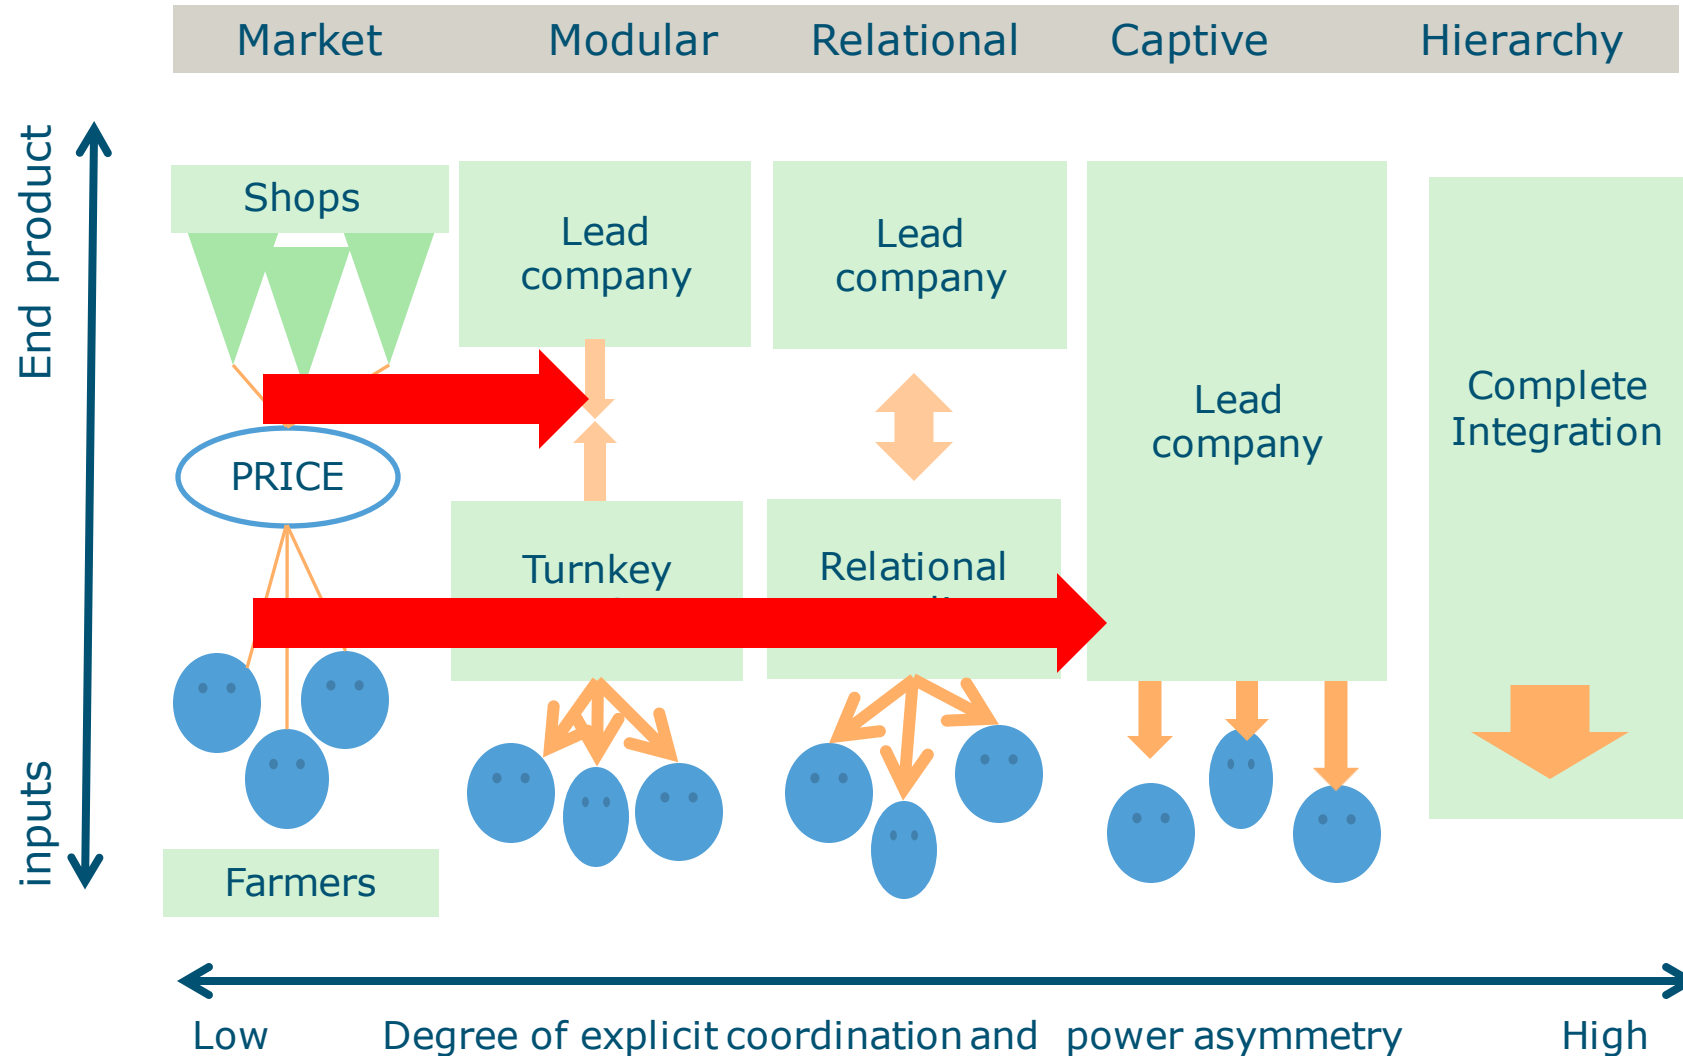 Market Modular Relational Captive Hierarchy
End product
inputs
Shops
PRICE
Farmers
Lead
company
Turnkey
Lead
company
Relational
Lead
company
Complete
Integration
Low Degree of explicit coordination and power asymmetry High